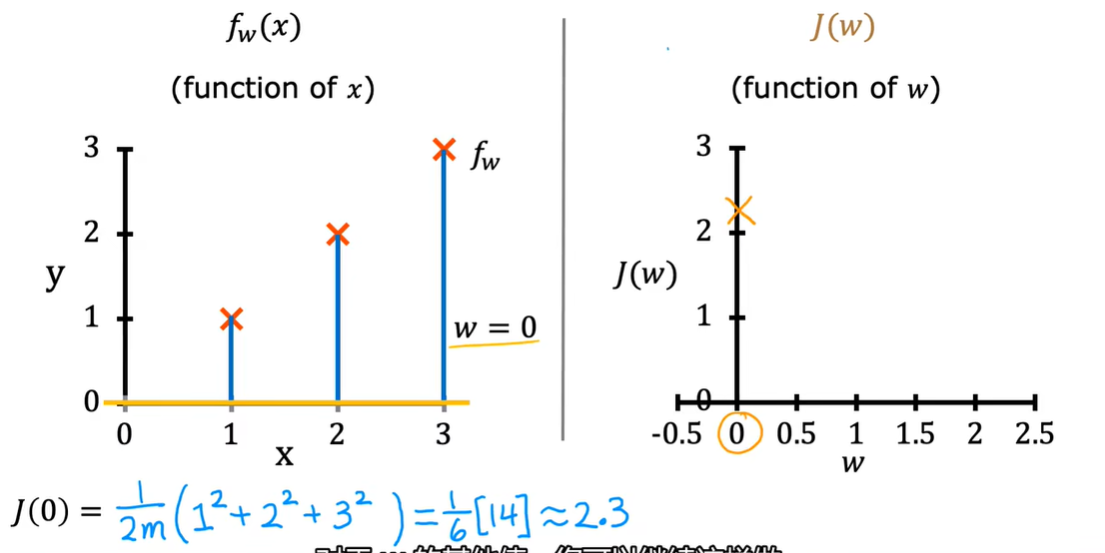 f_w(x)
(function of x)
3
2
y
1
0
0 1 2 3
x
f_w
w = 0
J(w)
(function of w)
3
2
J(w)
1
0
-0.5 0 0.5 1 1.5 2 2.5
w
J(0) = \frac{1}{2m}(1² + 2² + 3²) = \frac{1}{6}[14] ≈ 2.3